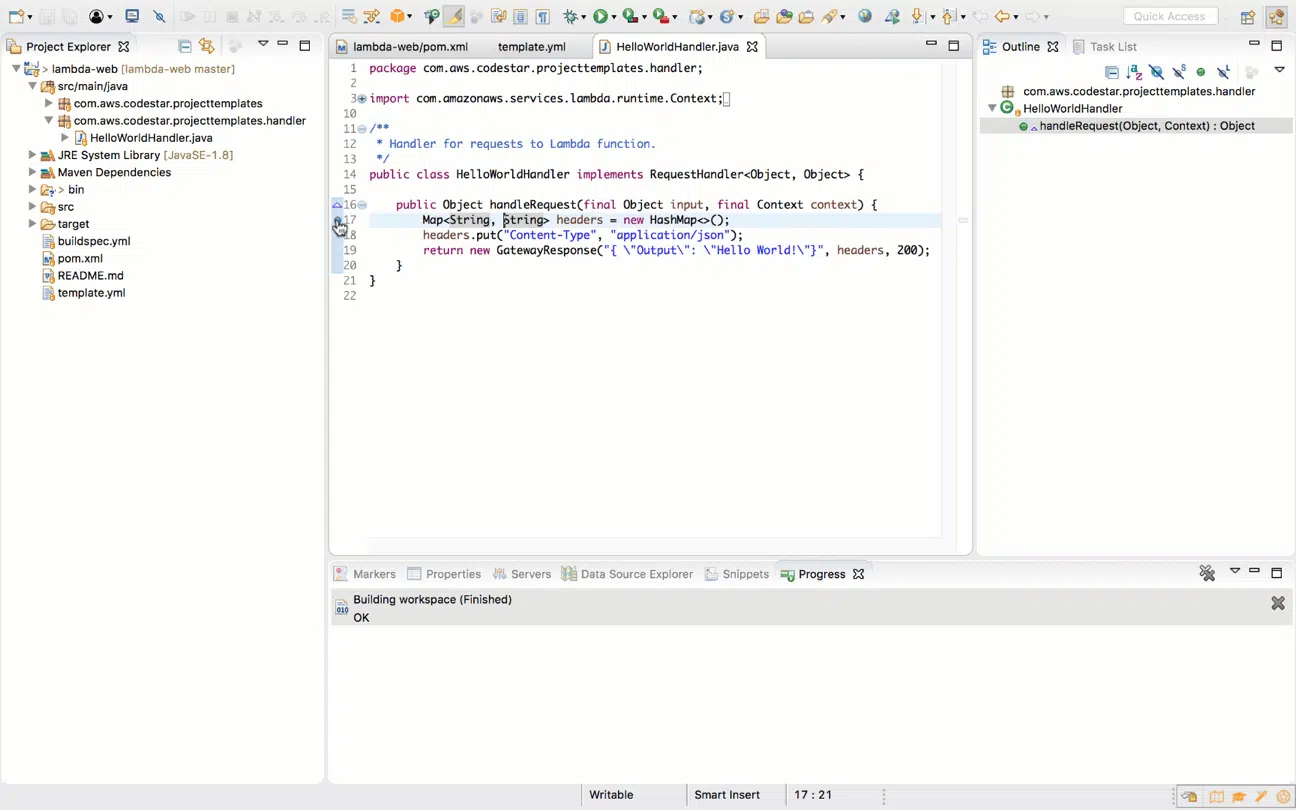 Quick Access
Project Explorer
lambda-web [lambda-web master]
src/main/java
com.aws.codestar.projecttemplates
com.aws.codestar.projecttemplates.handler
HelloWorldHandler.java
JRE System Library [JavaSE-1.8]
Maven Dependencies
> bin
src
target
buildspec.yml
pom.xml
README.md
template.yml
lambda-web/pom.xml template.yml HelloWorldHandler.java
1 package com.aws.codestar.projecttemplates.handler;
2
3 import com.amazonaws.services.lambda.runtime.Context;
10
11 /**
12 * Handler for requests to Lambda function.
13 */
14 public class HelloWorldHandler implements RequestHandler<Object, Object> {
15
16 public Object handleRequest(final Object input, final Context context) {
17 Map<String, String> headers = new HashMap<>();
18 headers.put("Content-Type", "application/json");
19 return new GatewayResponse("{ \"Output\": \"Hello World!\"}", headers, 200);
20 }
21 }
22
Outline Task List
com.aws.codestar.projecttemplates.handler
HelloWorldHandler
handleRequest(Object, Context) : Object
Markers Properties Servers Data Source Explorer Snippets Progress
Building workspace (Finished)
OK
Writable Smart Insert 17 : 21